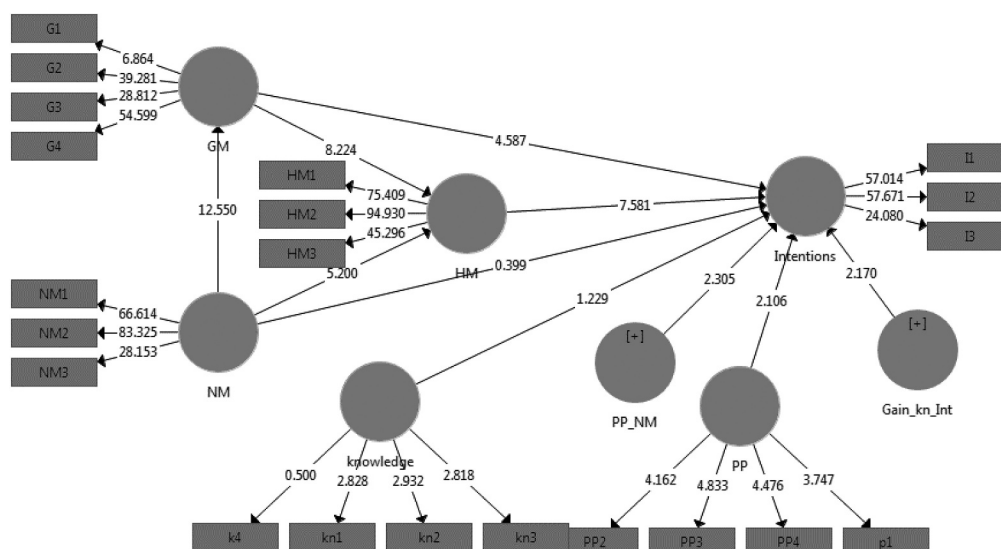 G1
6.864
G2
39.281
G3
28.812
54.599
G4
GM
4.587
8.224
I1
57.014
HM1
75.409
I2
57.671
HM2
94.930
7.581
12.550
24.080
HM3
45.296
I3
5.200
HM
0.399
Intentions
NM1
66.614
2.305
2.170
1.229
2.106
NM2
83.325
[+]
[+]
28.153
NM3
NM
PP_NM
Gain_kn_Int
knowledge
PP
0.500
2.828
2.932
2.818
4.162
4.833
4.476
3.747
k4
kn1
kn2
kn3
PP2
PP3
PP4
p1